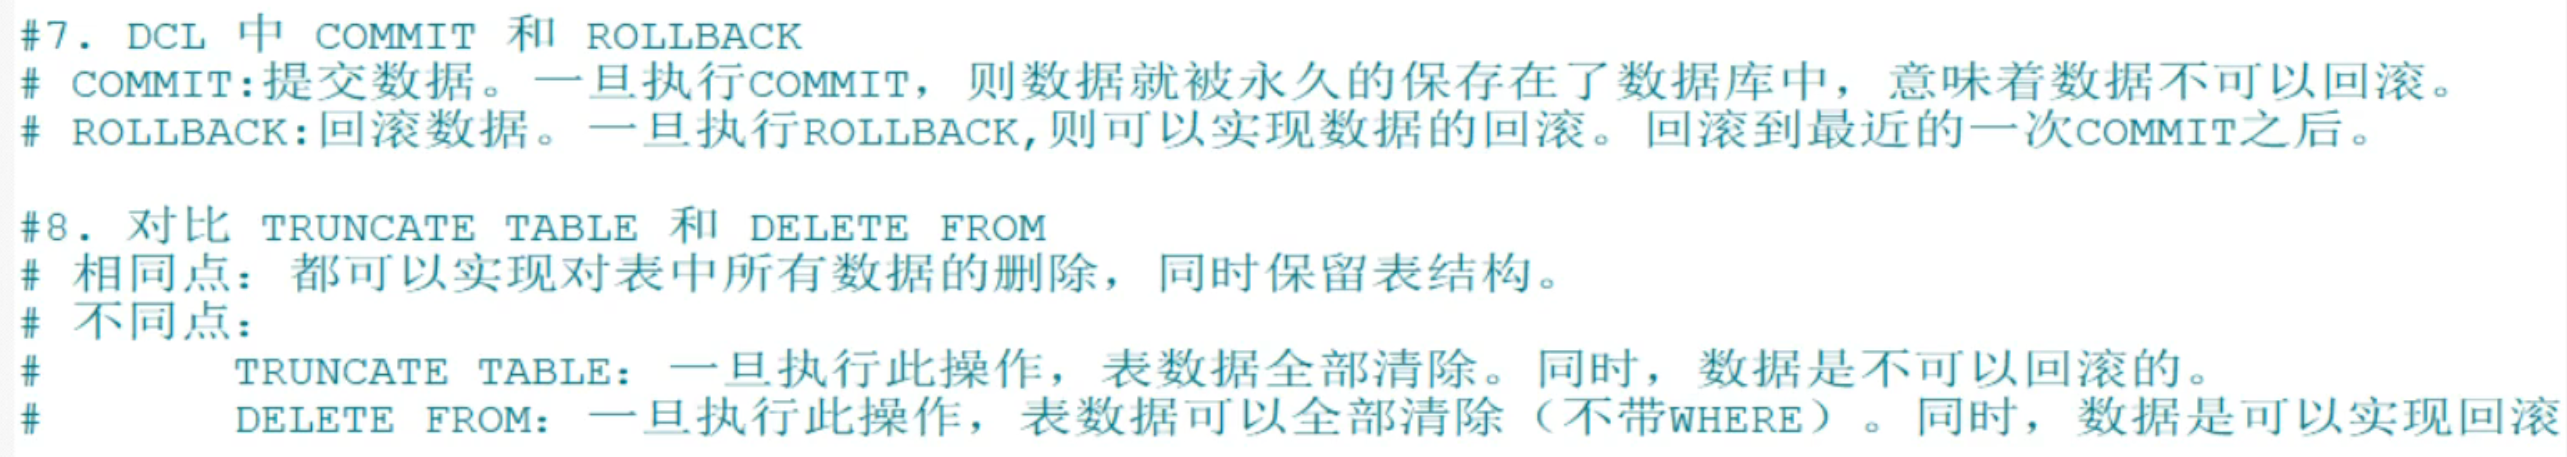 #7. DCL 中 COMMIT 和 ROLLBACK
# COMMIT:提交数据。一旦执行COMMIT，则数据就被永久的保存在了数据库中，意味着数据不可以回滚。
# ROLLBACK:回滚数据。一旦执行ROLLBACK,则可以实现数据的回滚。回滚到最近的一次COMMIT之后。
#8. 对比 TRUNCATE TABLE 和 DELETE FROM
# 相同点：都可以实现对表中所有数据的删除，同时保留表结构。
# 不同点：
# TRUNCATE TABLE：一旦执行此操作，表数据全部清除。同时，数据是不可以回滚的。
# DELETE FROM：一旦执行此操作，表数据可以全部清除（不带WHERE）。同时，数据是可以实现回滚